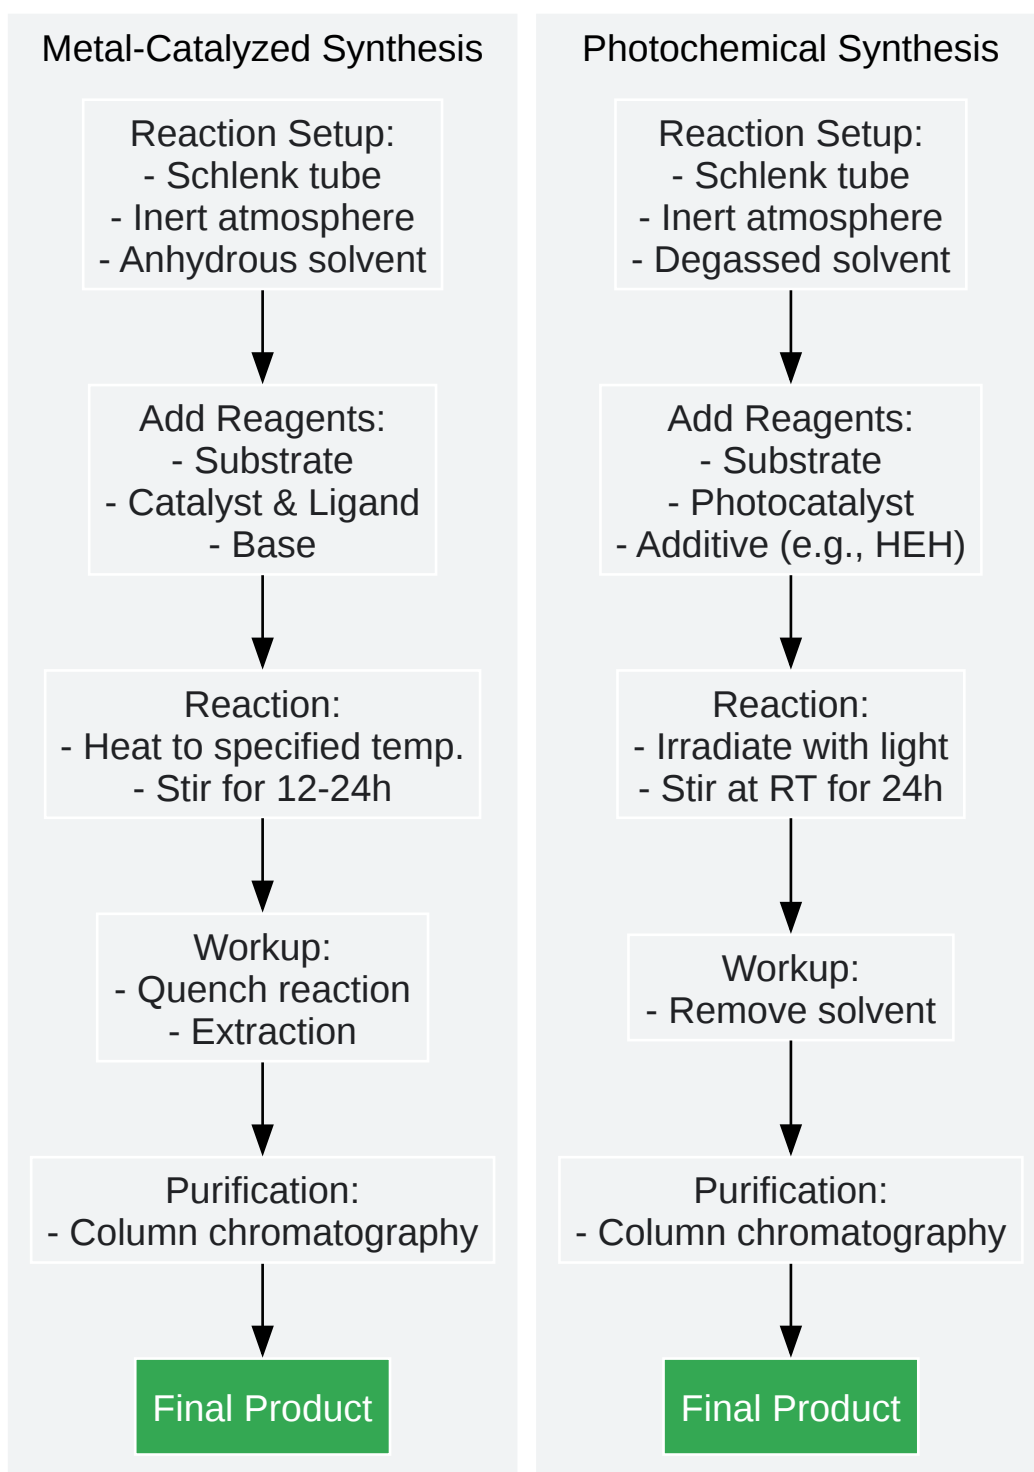 Metal-Catalyzed Synthesis
Reaction Setup:
- Schlenk tube
- Inert atmosphere
- Anhydrous solvent
Add Reagents:
- Substrate
- Catalyst & Ligand
- Base
Reaction:
- Heat to specified temp.
- Stir for 12-24h
Workup:
- Quench reaction
- Extraction
Purification:
- Column chromatography
Final Product
Photochemical Synthesis
Reaction Setup:
- Schlenk tube
- Inert atmosphere
- Degassed solvent
Add Reagents:
- Substrate
- Photocatalyst
- Additive (e.g., HEH)
Reaction:
- Irradiate with light
- Stir at RT for 24h
Workup:
- Remove solvent
Purification:
- Column chromatography
Final Product